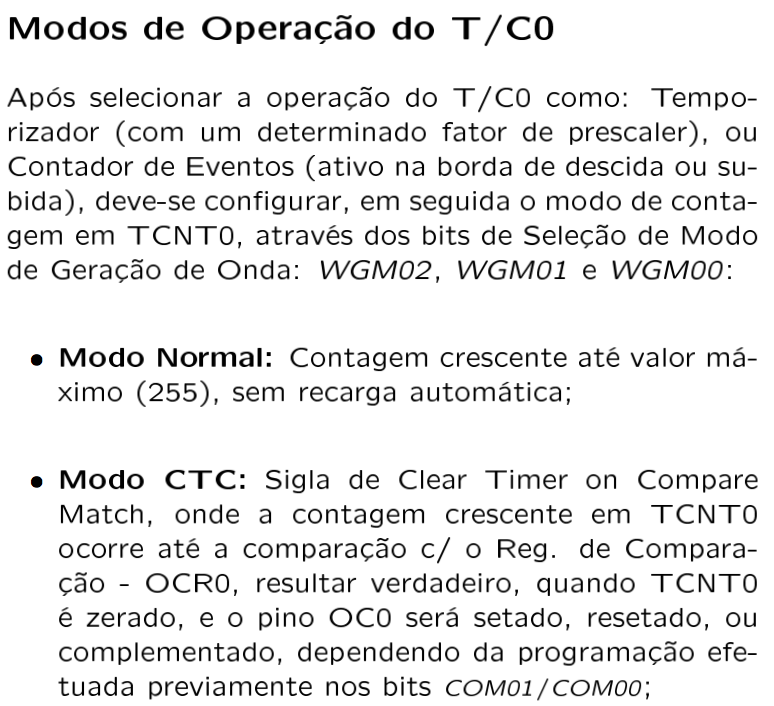 Modos de Operação do T/C0
Após selecionar a operação do T/C0 como: Tempo-
rizador (com um determinado fator de prescaler), ou
Contador de Eventos (ativo na borda de descida ou su-
bida), deve-se configurar, em seguida o modo de conta-
gem em TCNT0, através dos bits de Seleção de Modo
de Geração de Onda: WGM02, WGM01 e WGM00:
• Modo Normal: Contagem crescente até valor má-
ximo (255), sem recarga automática;
• Modo CTC: Sigla de Clear Timer on Compare
Match, onde a contagem crescente em TCNT0
ocorre até a comparação c/ o Reg. de Compara-
ção - OCR0, resultar verdadeiro, quando TCNT0
é zerado, e o pino OC0 será setado, resetado, ou
complementado, dependendo da programação efe-
tuada previamente nos bits COM01/COM00;